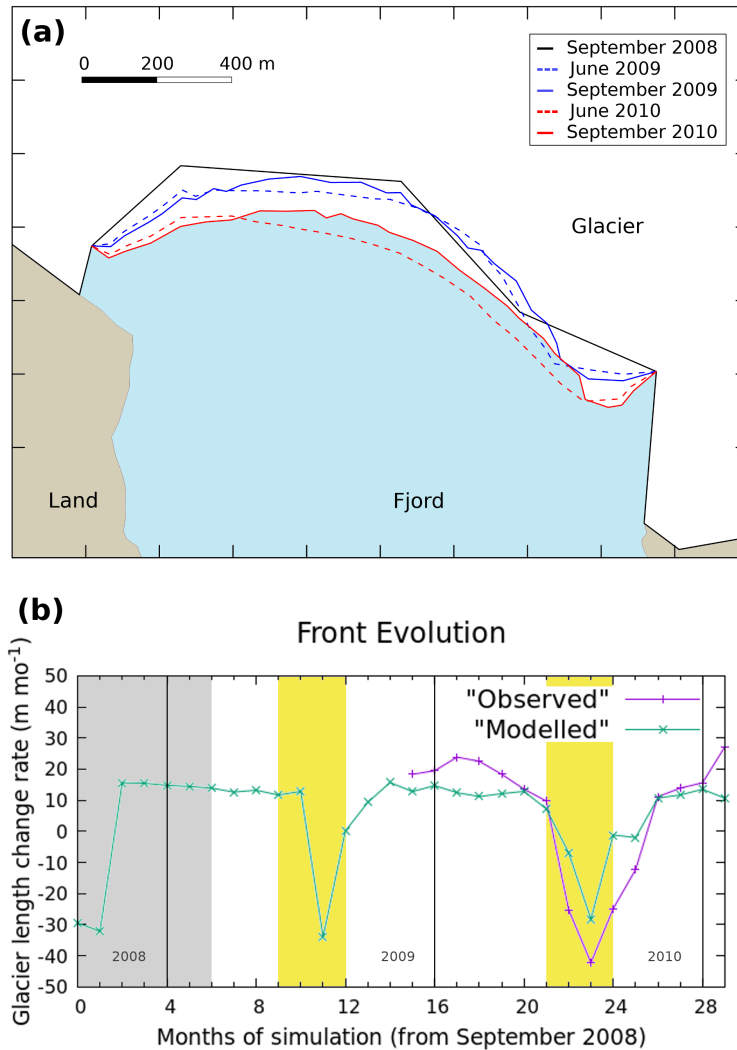 (a)
0 200 400 m
September 2008
June 2009
September 2009
June 2010
September 2010
Glacier
Land
Fjord
(b)
Front Evolution
Glacier length change rate (m mo-1)
50
40
30
20
10
0
-10
-20
-30
-40
-50
"Observed"
"Modelled"
2008
2009
2010
0 4 8 12 16 20 24 28
Months of simulation (from September 2008)